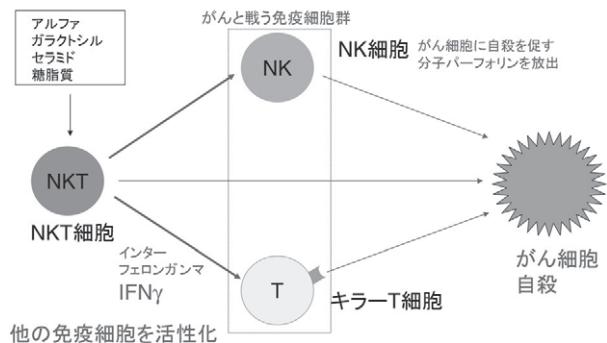 アルファ
ガラクトシル
セラミド
糖脂質
がんと戦う免疫細胞群
NK
NK細胞
がん細胞に自殺を促す
分子パーフォリンを放出
NKT
NKT細胞
インター
フェロンガンマ
IFNγ
T
キラーT細胞
がん細胞
自殺
他の免疫細胞を活性化